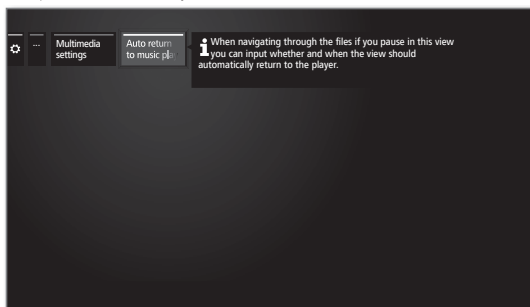 ...
Multimedia
settings
Auto return
to music play
When navigating through the files if you pause in this view
you can input whether and when the view should
automatically return to the player.